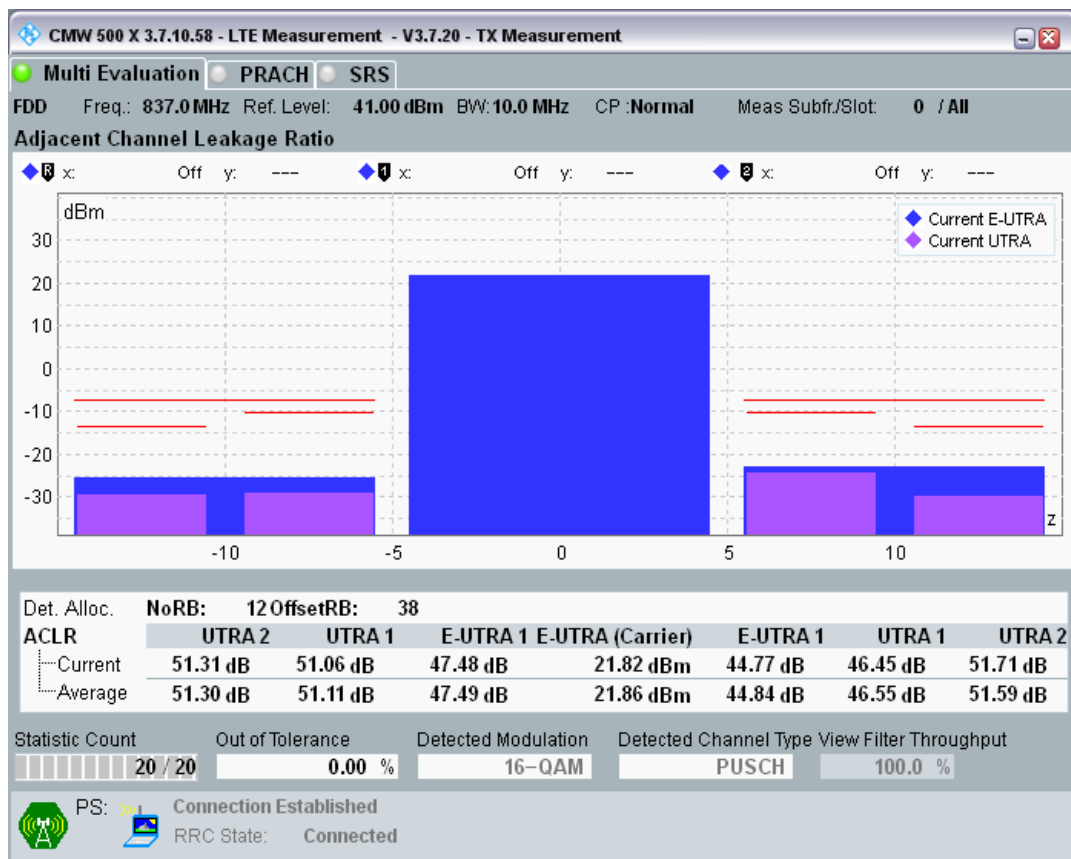 CMW 500 X 3.7.10.58 - LTE Measurement - V3.7.20 - TX Measurement
Multi Evaluation PRACH SRS
FDD Freq.: 837.0 MHz Ref. Level: 41.00 dBm BW: 10.0 MHz CP :Normal Meas Subfr./Slot: 0 / All
Adjacent Channel Leakage Ratio
R x: Off y: --- 1 x: Off y: --- 2 x: Off y: ---
dBm
Current E-UTRA
Current UTRA
30
20
10
0
-10
-20
-30
z
-10 -5 0 5 10
Det. Alloc. NoRB: 12 OffsetRB: 38
ACLR UTRA 2 UTRA 1 E-UTRA 1 E-UTRA (Carrier) E-UTRA 1 UTRA 1 UTRA 2
Current 51.31 dB 51.06 dB 47.48 dB 21.82 dBm 44.77 dB 46.45 dB 51.71 dB
Average 51.30 dB 51.11 dB 47.49 dB 21.86 dBm 44.84 dB 46.55 dB 51.59 dB
Statistic Count Out of Tolerance Detected Modulation Detected Channel Type View Filter Throughput
20 / 20 0.00 % 16-QAM PUSCH 100.0 %
PS: Connection Established
RRC State: Connected